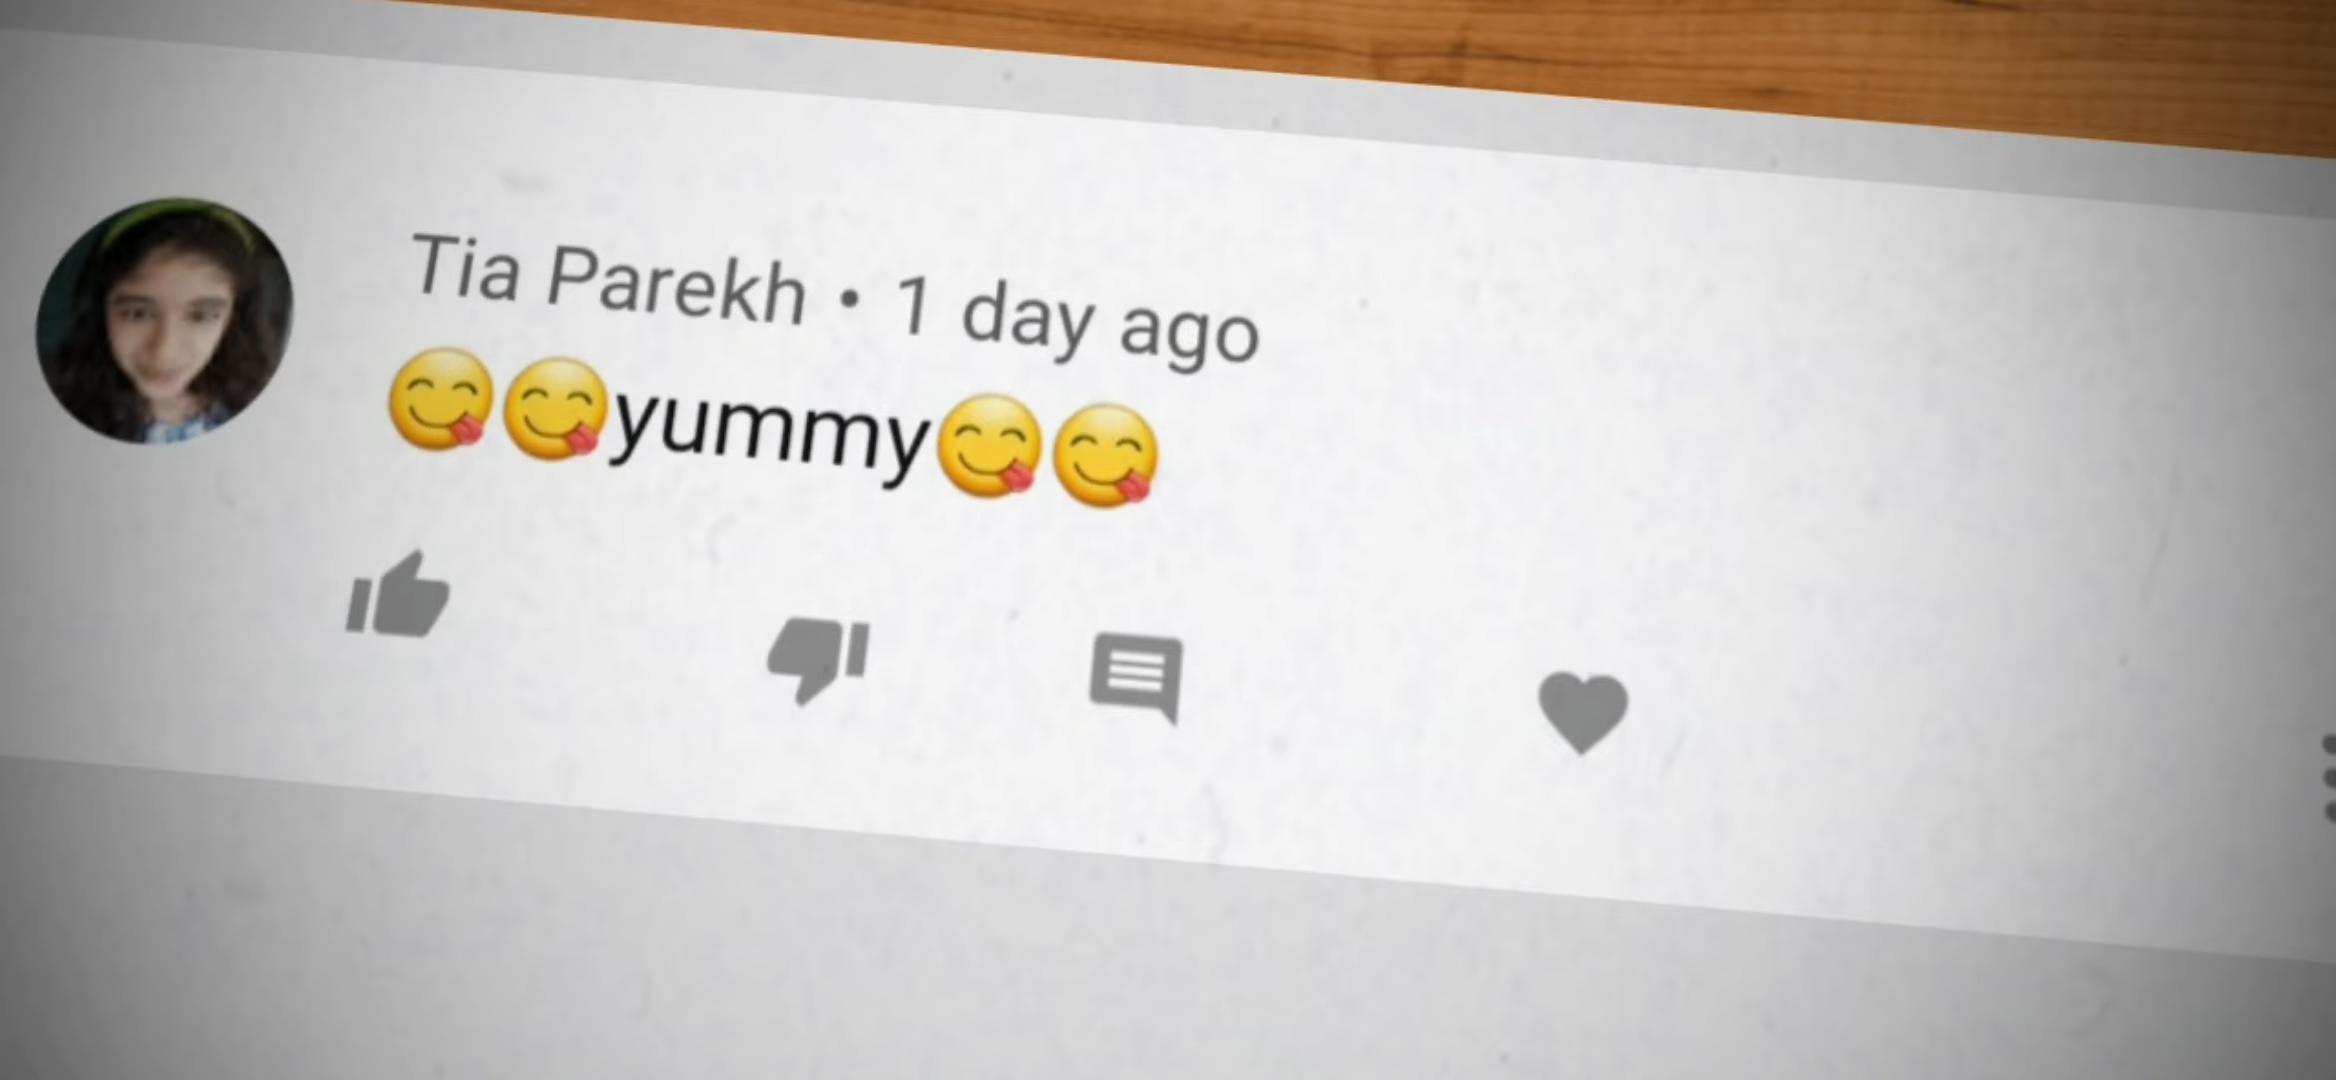 Tia Parekh • 1 day ago
😋😋yummy😋😋